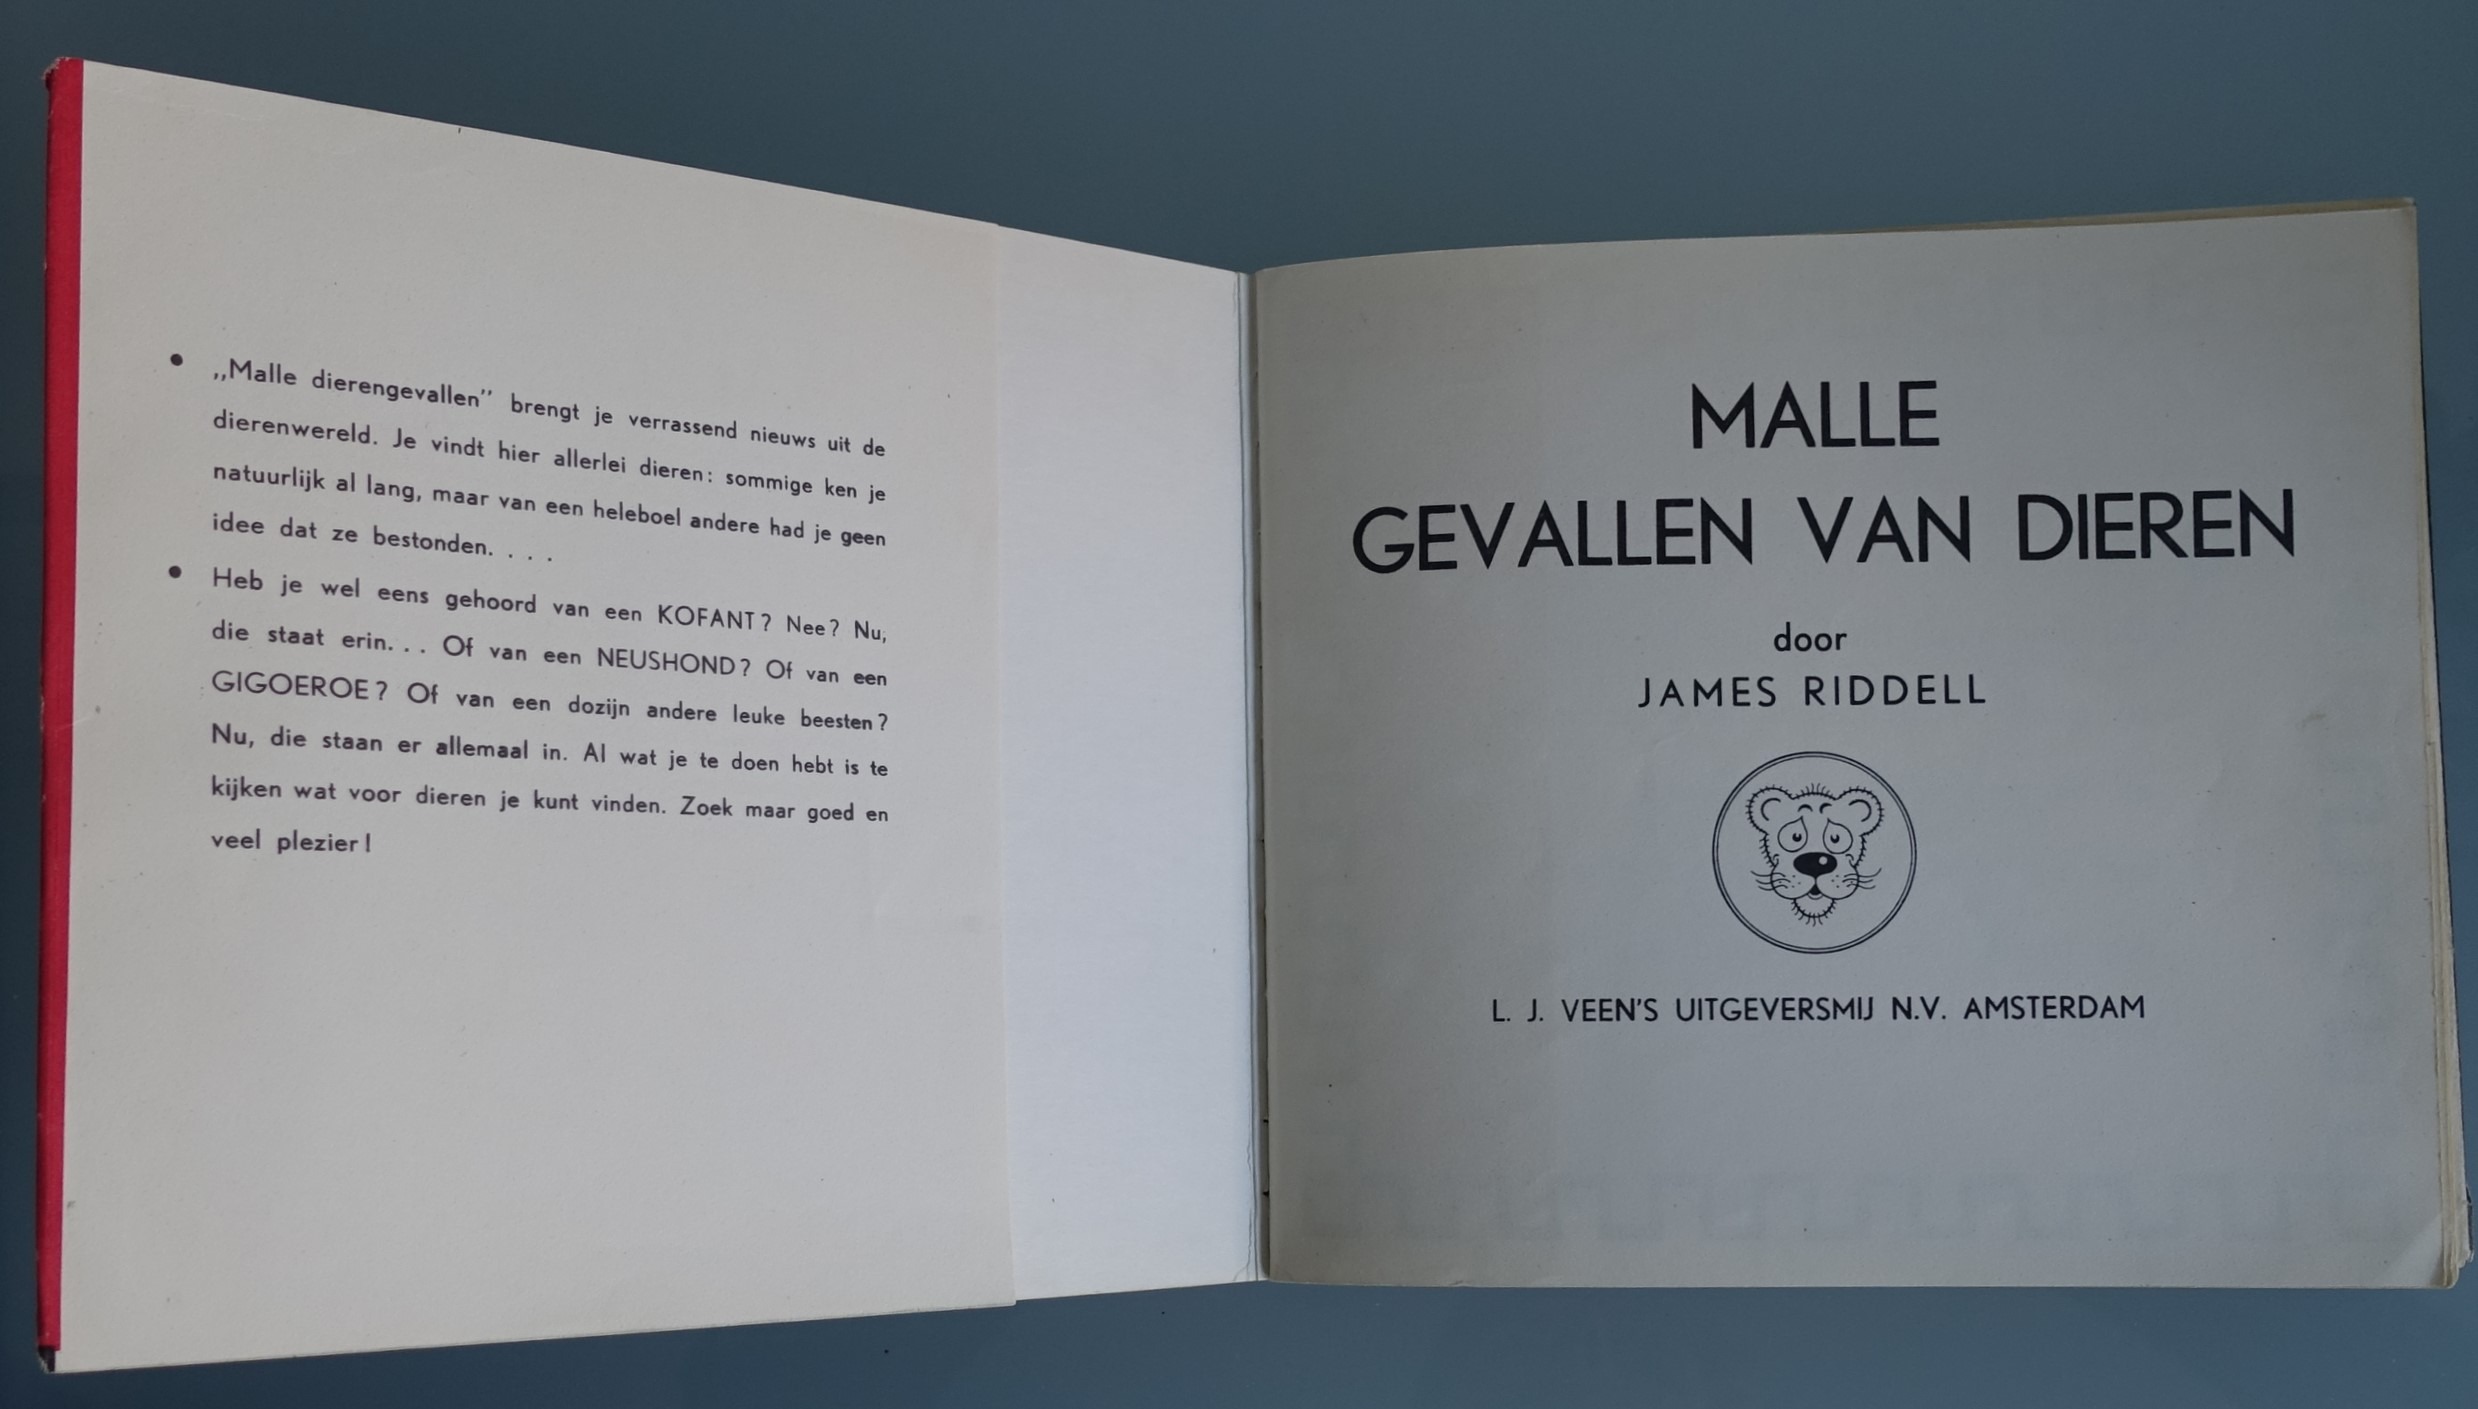 ● ,,Malle dierengevallen” brengt je verrassend nieuws uit de
dierenwereld. Je vindt hier allerlei dieren: sommige ken je
natuurlijk al lang, maar van een heleboel andere had je geen
idee dat ze bestonden. . . .
● Heb je wel eens gehoord van een KOFANT? Nee? Nu,
die staat erin. . . Of van een NEUSHOND? Of van een
GIGOEROE? Of van een dozijn andere leuke beesten?
Nu, die staan er allemaal in. Al wat je te doen hebt is te
kijken wat voor dieren je kunt vinden. Zoek maar goed en
veel plezier!
MALLE
GEVALLEN VAN DIEREN
door
JAMES RIDDELL
L. J. VEEN'S UITGEVERSMIJ N.V. AMSTERDAM